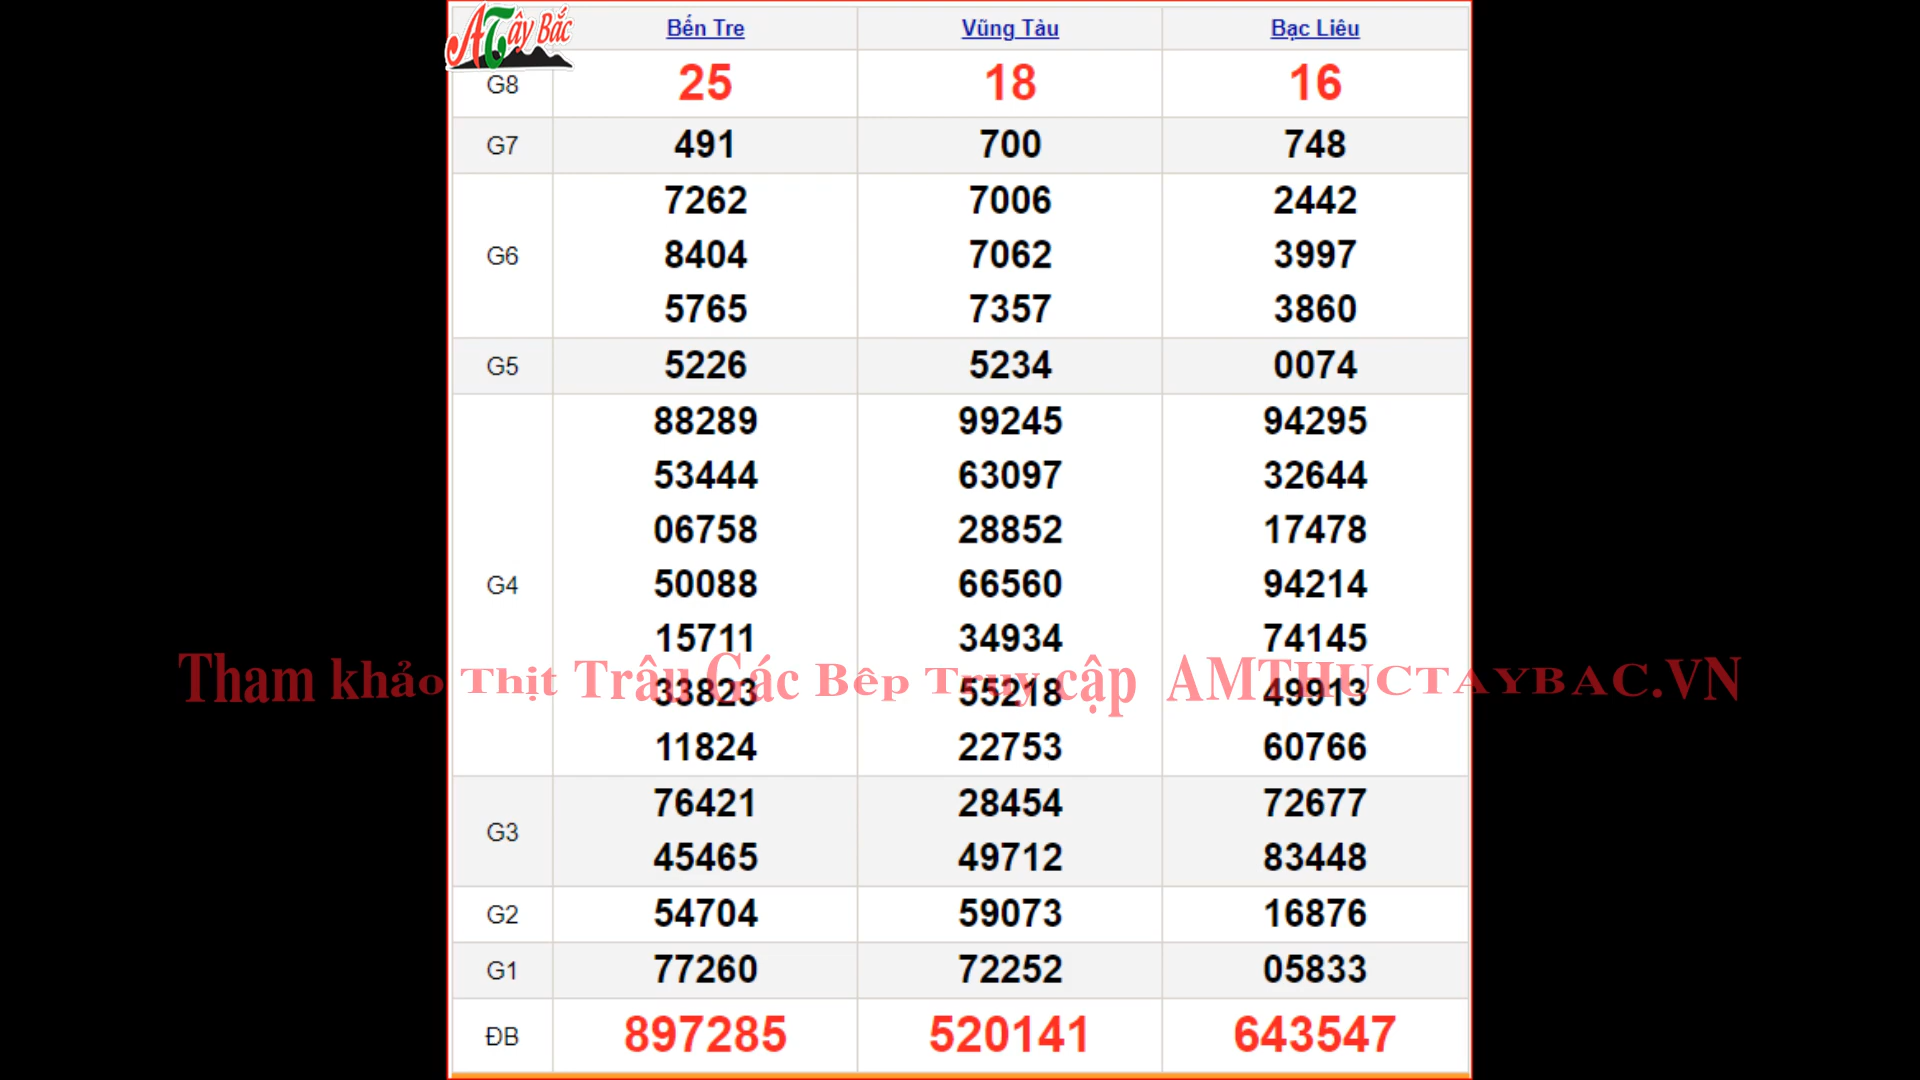 ATây Bắc
Bến Tre Vũng Tàu Bạc Liêu
G8 25 18 16
G7 491 700 748
7262 7006 2442
G6 8404 7062 3997
5765 7357 3860
G5 5226 5234 0074
88289 99245 94295
53444 63097 32644
06758 28852 17478
G4 50088 66560 94214
15711 34934 74145
Tham khảo Thịt Trâu Gác Bếp Truy cập AMTHUCTAYBAC.VN
33823 55218 49913
11824 22753 60766
76421 28454 72677
G3
45465 49712 83448
G2 54704 59073 16876
G1 77260 72252 05833
ĐB 897285 520141 643547